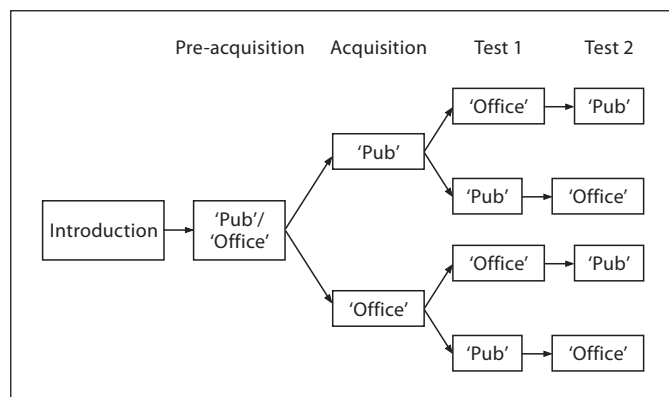 Pre-acquisition Acquisition Test 1 Test 2
‘Office’ ‘Pub’
‘Pub’
‘Pub’ ‘Office’
Introduction ‘Pub’/
‘Office’
‘Office’ ‘Pub’
‘Office’
‘Pub’ ‘Office’